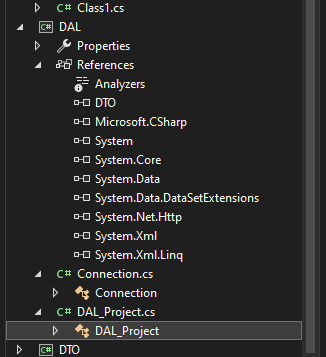 C# Class1.cs
C# DAL
Properties
References
Analyzers
DTO
Microsoft.CSharp
System
System.Core
System.Data
System.Data.DataSetExtensions
System.Net.Http
System.Xml
System.Xml.Linq
C# Connection.cs
Connection
C# DAL_Project.cs
DAL_Project
C# DTO